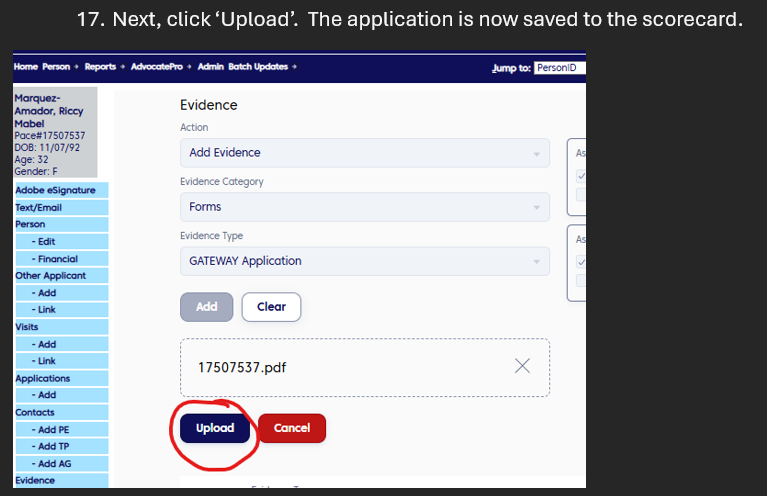 17. Next, click ‘Upload’.  The application is now saved to the scorecard.
Home Person + Reports + AdvocatePro + Admin Batch Updates + Jump to: PersonID
Marquez-
Amador, Riccy
Mabel
Pace#17507537
DOB: 11/07/92
Age: 32
Gender: F
Adobe eSignature
Text/Email
Person
- Edit
- Financial
Other Applicant
- Add
- Link
Visits
- Add
- Link
Applications
- Add
Contacts
- Add PE
- Add TP
- Add AG
Evidence
Evidence
Action
Add Evidence
Evidence Category
Forms
Evidence Type
GATEWAY Application
Add Clear
17507537.pdf
Upload Cancel
As
As